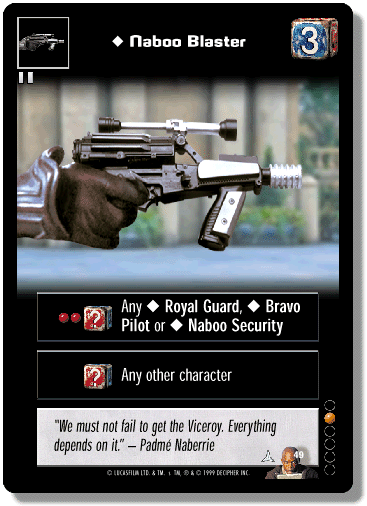 ◆ Naboo Blaster
3
? Any ◆ Royal Guard, ◆ Bravo
Pilot or ◆ Naboo Security
? Any other character
"We must not fail to get the Viceroy. Everything
depends on it." – Padmé Naberrie
49
© LUCASFILM LTD. & TM. : TM, ® & © 1999 DECIPHER INC.